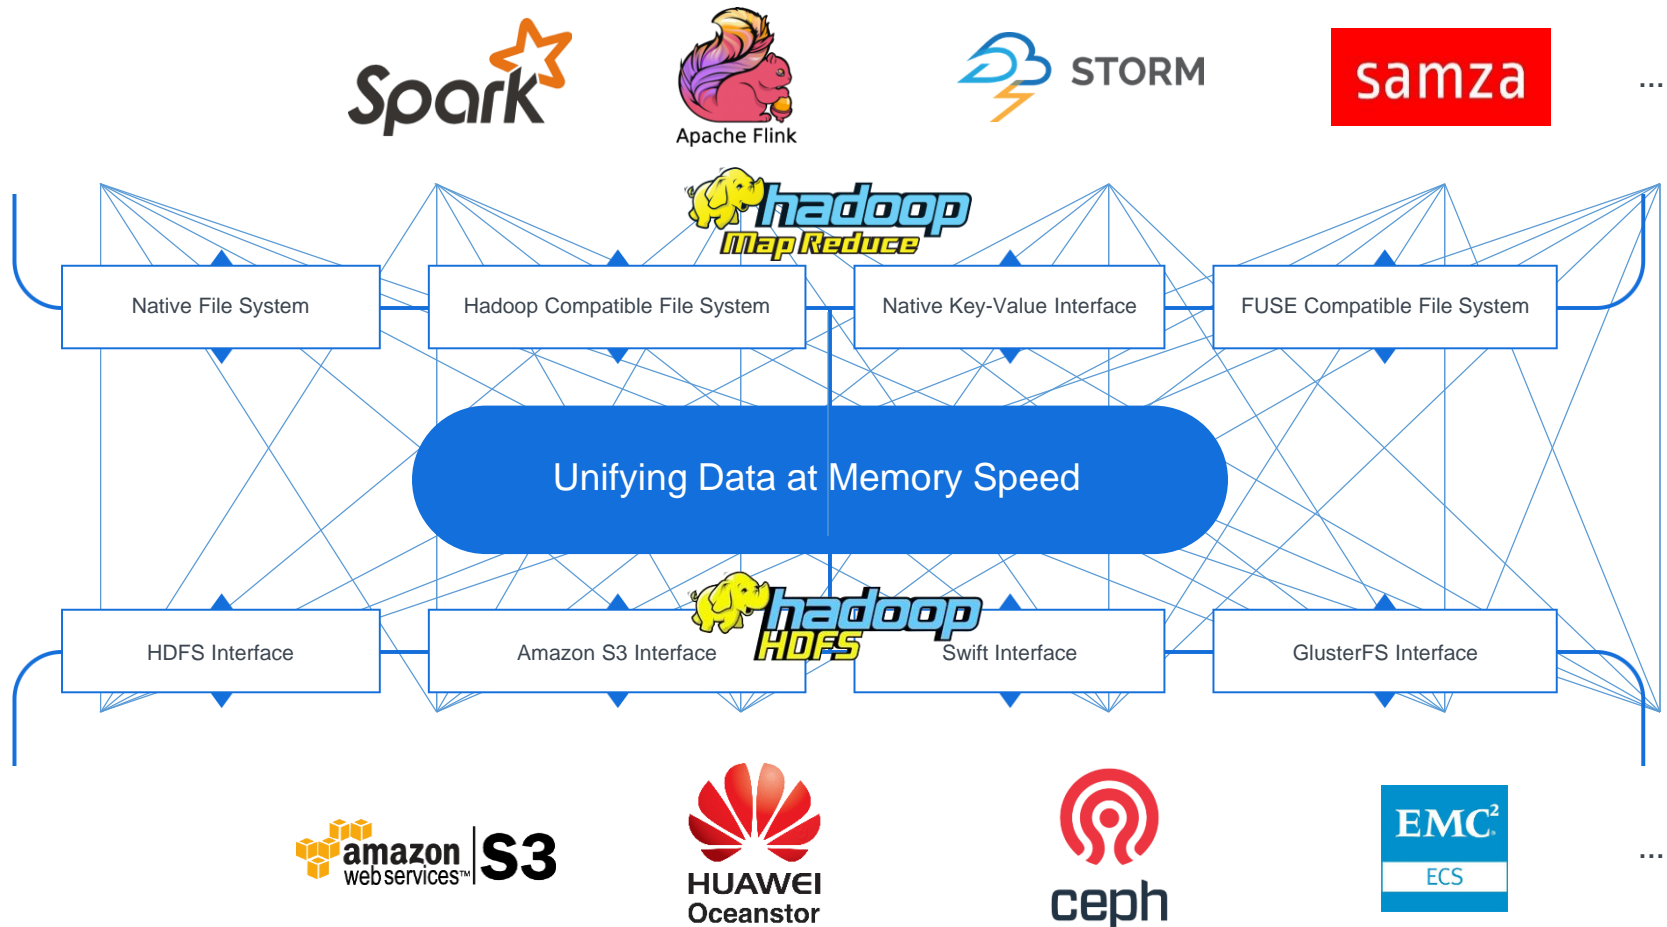 Spark
Apache Flink
STORM
samza
...
hadoop
Map Reduce
Native File System
Hadoop Compatible File System
Native Key-Value Interface
FUSE Compatible File System
Unifying Data at Memory Speed
hadoop
HDFS
HDFS Interface
Amazon S3 Interface
Swift Interface
GlusterFS Interface
amazon
webservices™
S3
HUAWEI
Oceanstor
ceph
EMC²
ECS
...